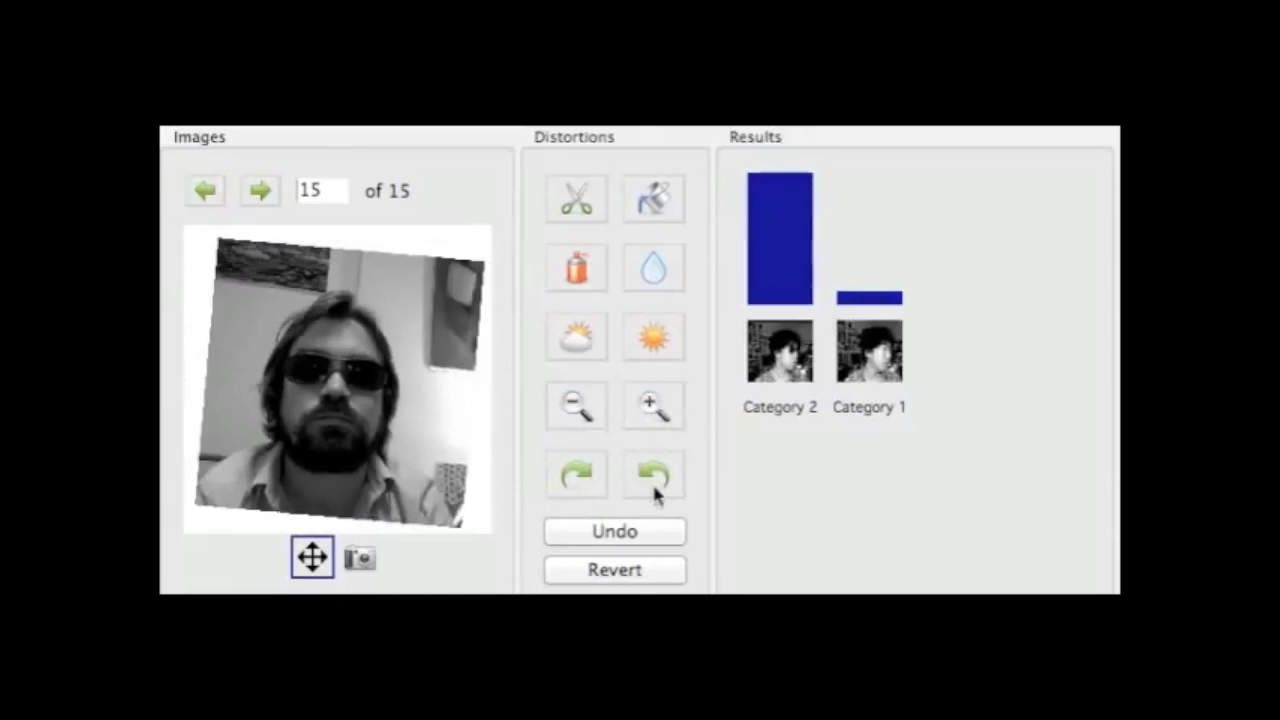 Images
Distortions
Results
15 of 15
Category 2
Category 1
Undo
Revert